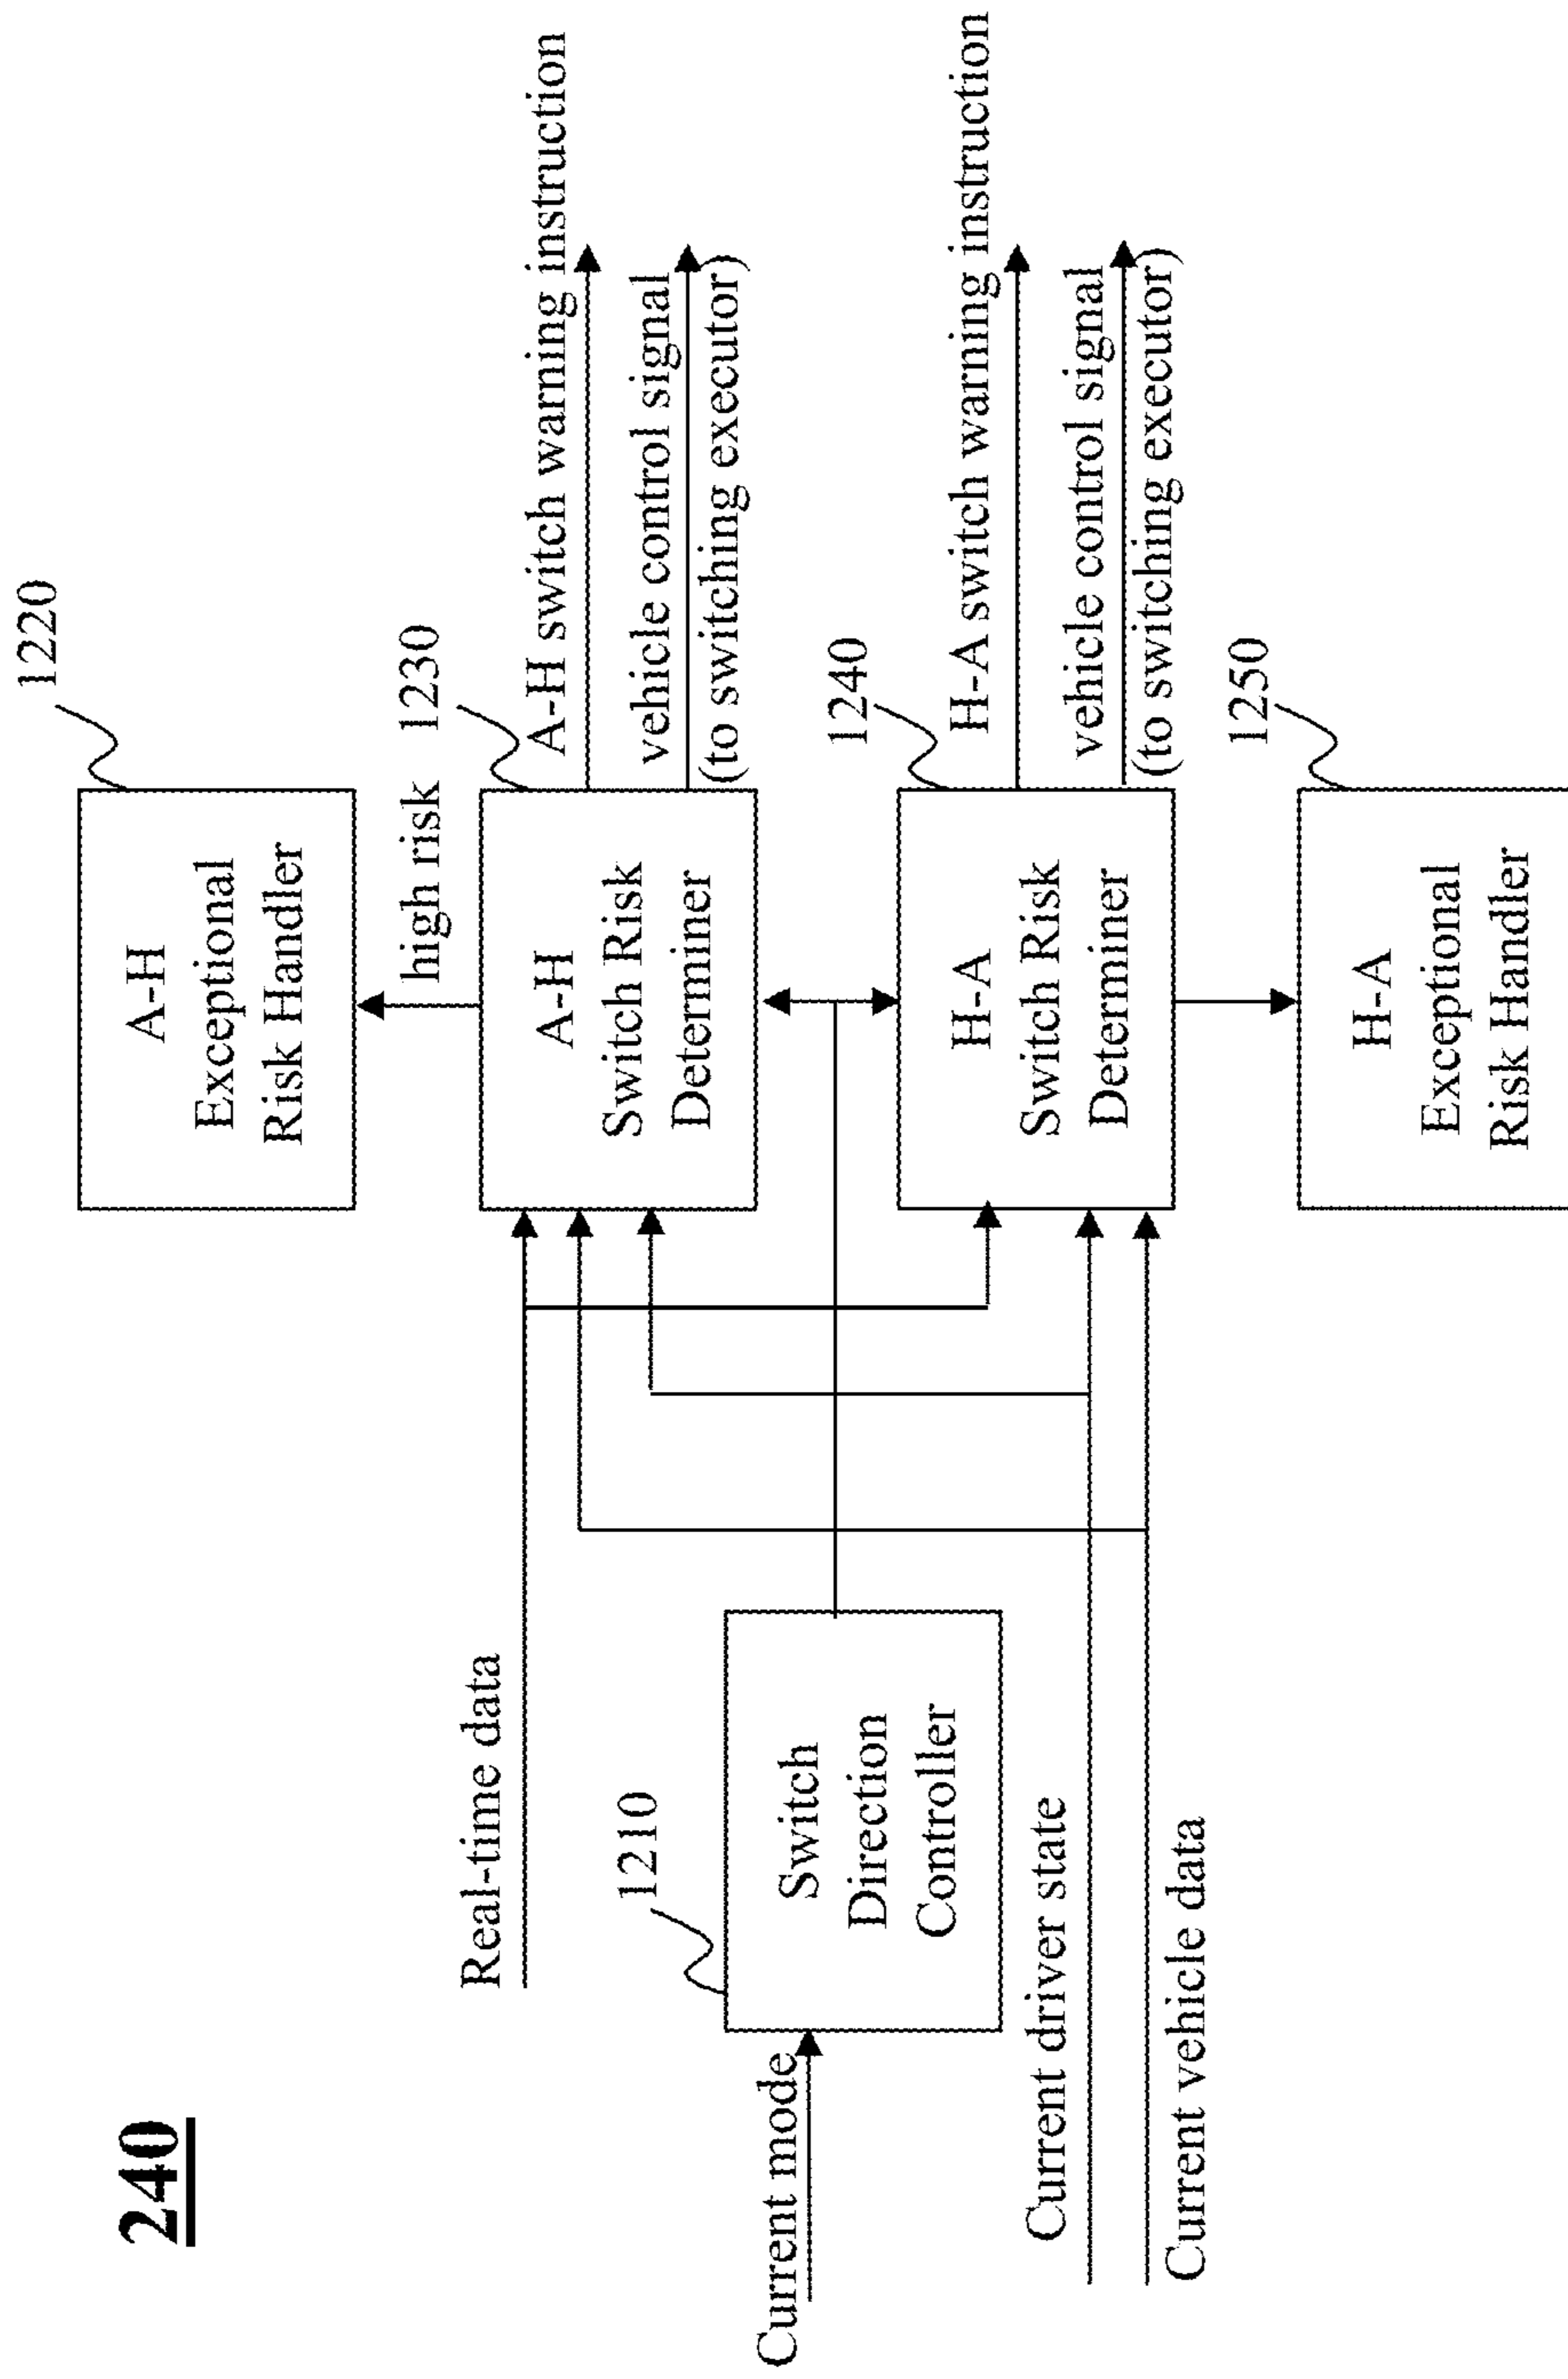 240
1220
A-H
Exceptional
Risk Handler
high risk
1230
A-H switch warning instruction
Real-time data
A-H
Switch Risk
Determiner
vehicle control signal
(to switching executor)
1210
Current mode
Switch
Direction
Controller
1240
H-A switch warning instruction
H-A
Switch Risk
Determiner
vehicle control signal
(to switching executor)
Current driver state
Current vehicle data
1250
H-A
Exceptional
Risk Handler